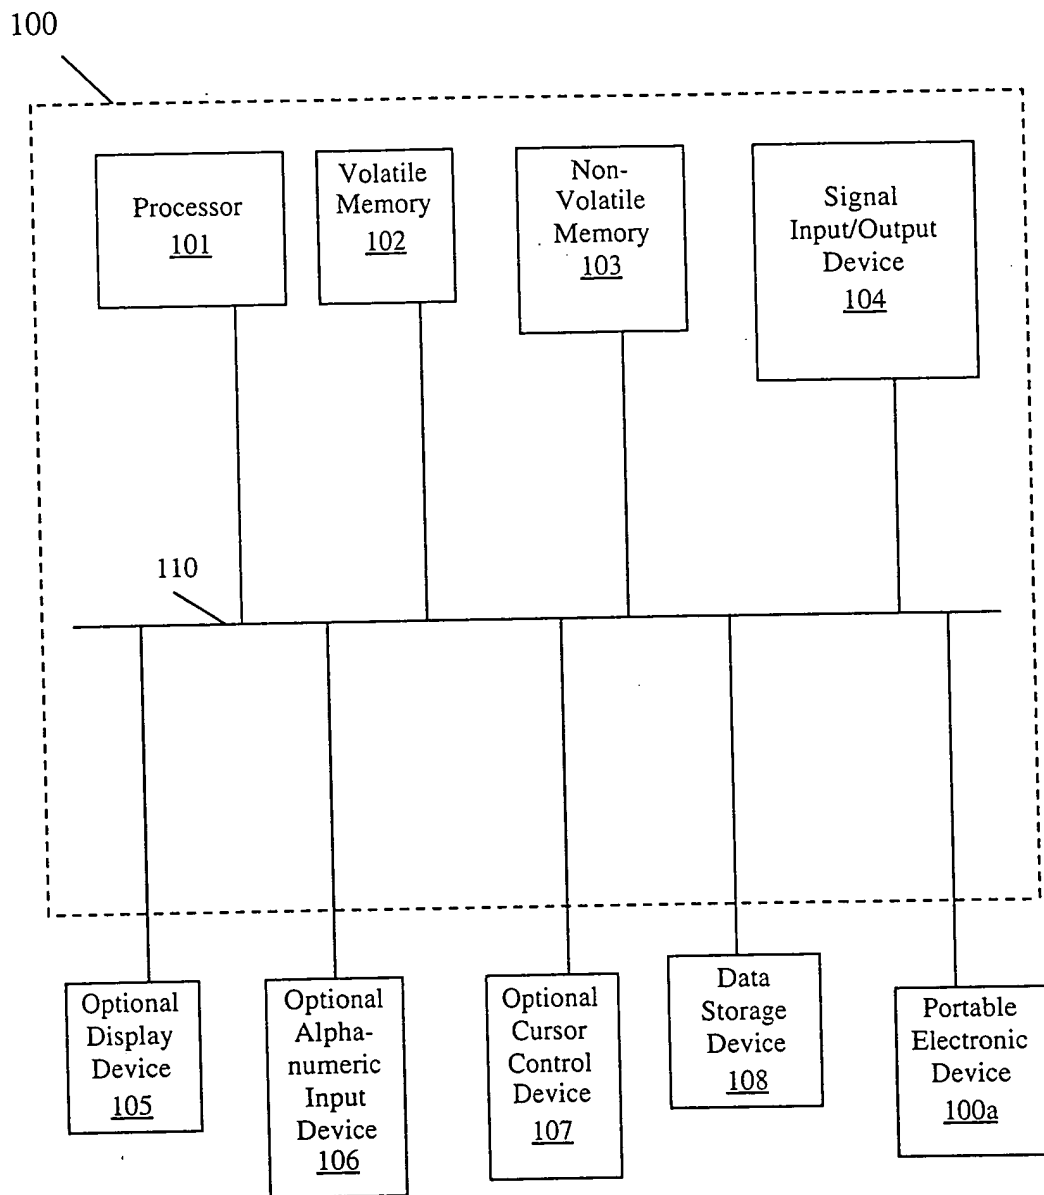 100
Processor
101
Volatile
Memory
102
Non-
Volatile
Memory
103
Signal
Input/Output
Device
104
110
Optional
Display
Device
105
Optional
Alpha-
numeric
Input
Device
106
Optional
Cursor
Control
Device
107
Data
Storage
Device
108
Portable
Electronic
Device
100a